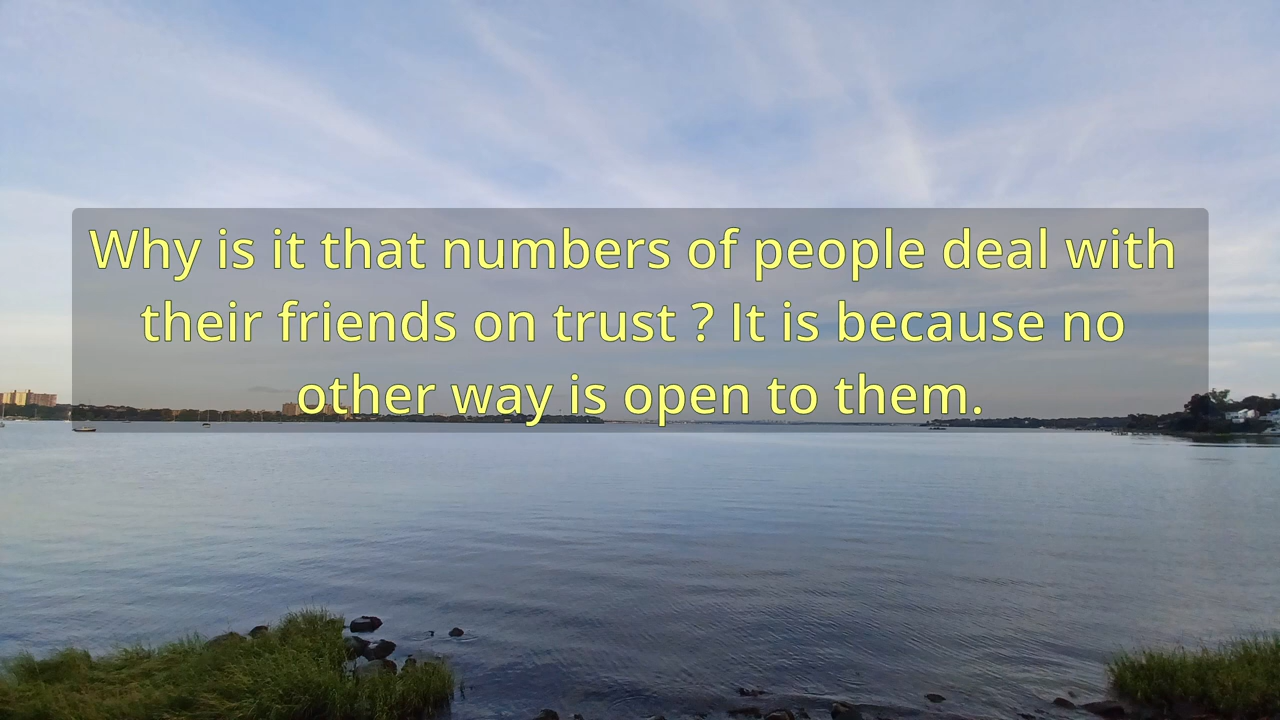 Why is it that numbers of people deal with
their friends on trust ? It is because no
other way is open to them.